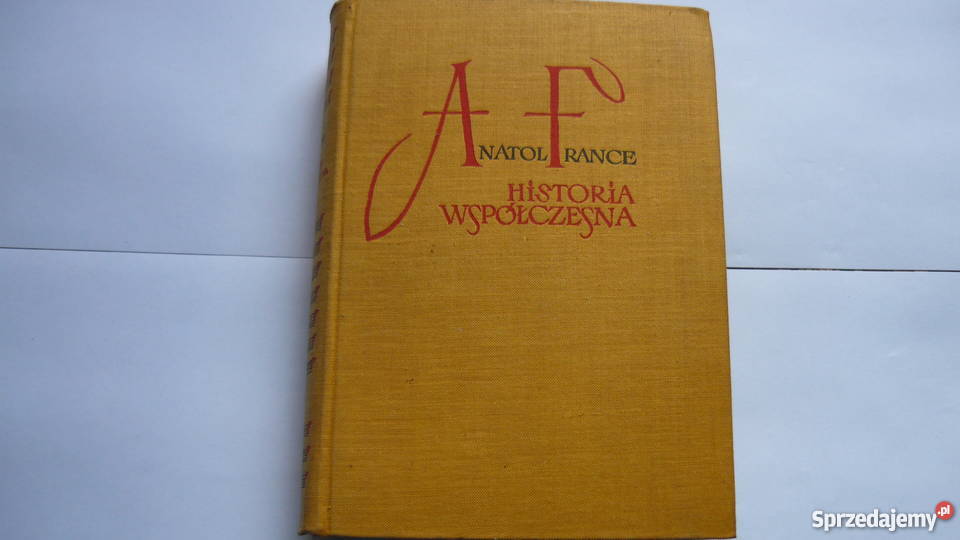 ANATOL FRANCE
HISTORIA
WSPÓŁCZESNA
Sprzedajemy.pl